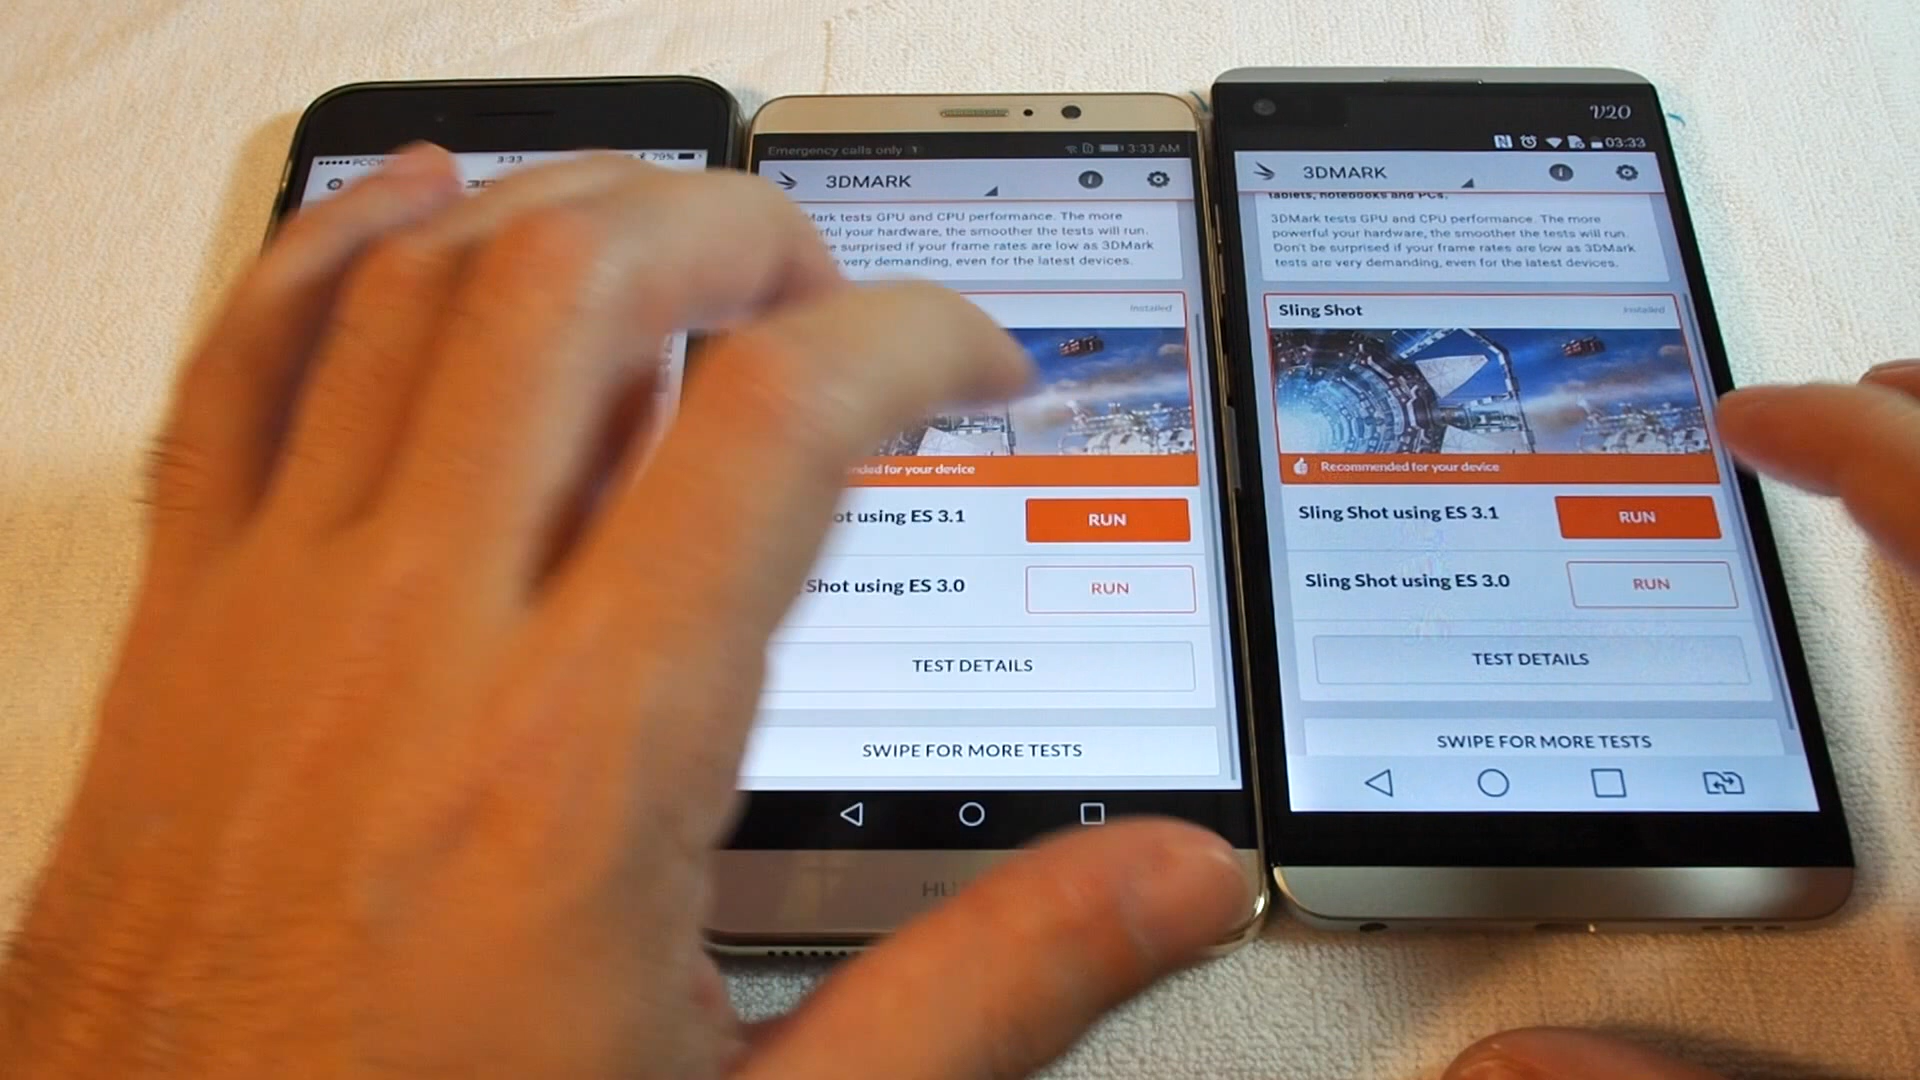 3:33
79%
Emergency calls only
3:33 AM
3DMARK
Mark tests GPU and CPU performance. The more
rful your hardware, the smoother the tests will run.
e surprised if your frame rates are low as 3DMark
very demanding, even for the latest devices.
Installed
nded for your device
ot using ES 3.1
RUN
Shot using ES 3.0
RUN
TEST DETAILS
SWIPE FOR MORE TESTS
HU
V20
03:33
3DMARK
tablets, notebooks and PCs.
3DMark tests GPU and CPU performance. The more
powerful your hardware, the smoother the tests will run.
Don't be surprised if your frame rates are low as 3DMark
tests are very demanding, even for the latest devices.
Sling Shot
Installed
Recommended for your device
Sling Shot using ES 3.1
RUN
Sling Shot using ES 3.0
RUN
TEST DETAILS
SWIPE FOR MORE TESTS